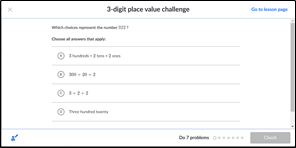 3-digit place value challenge
Go to lesson page
Which choices represent the number 322 ?
Choose all answers that apply:
A 3 hundreds + 2 tens + 2 ones
B 300 + 20 + 2
C 3 + 2 + 2
D Three hundred twenty
Do 7 problems
Check